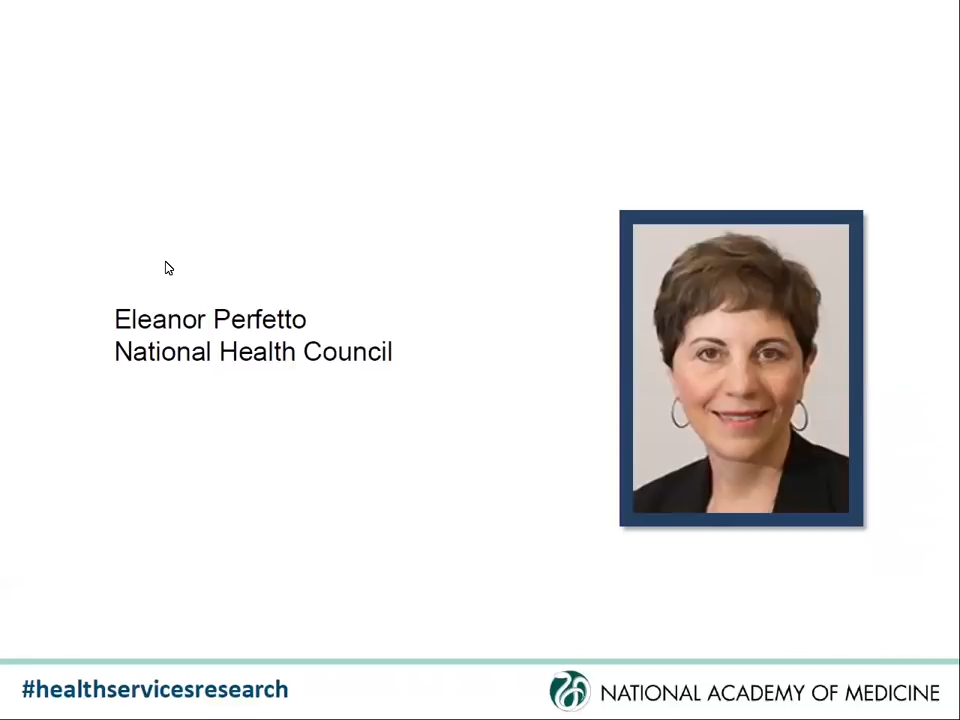 Eleanor Perfetto
National Health Council
#healthservicesresearch
NATIONAL ACADEMY OF MEDICINE